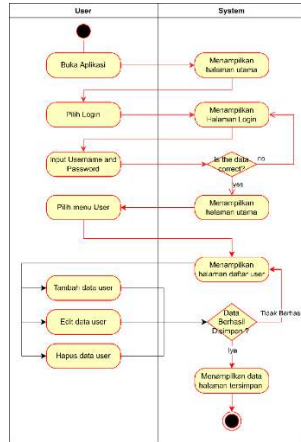 User
System
Buka Aplikasi
Menampilkan
halaman utama
Pilih Login
Menampilkan
Halaman Login
Input Username and
Password
Is the data
correct?
no
yes
Pilih menu User
Menampilkan
halaman utama
Menampilkan
halaman daftar user
Tambah data user
Edit data user
Hapus data user
Data
Berhasil
Disimpan ?
Tidak Berhasil
Iya
Menampilkan data
halaman tersimpan